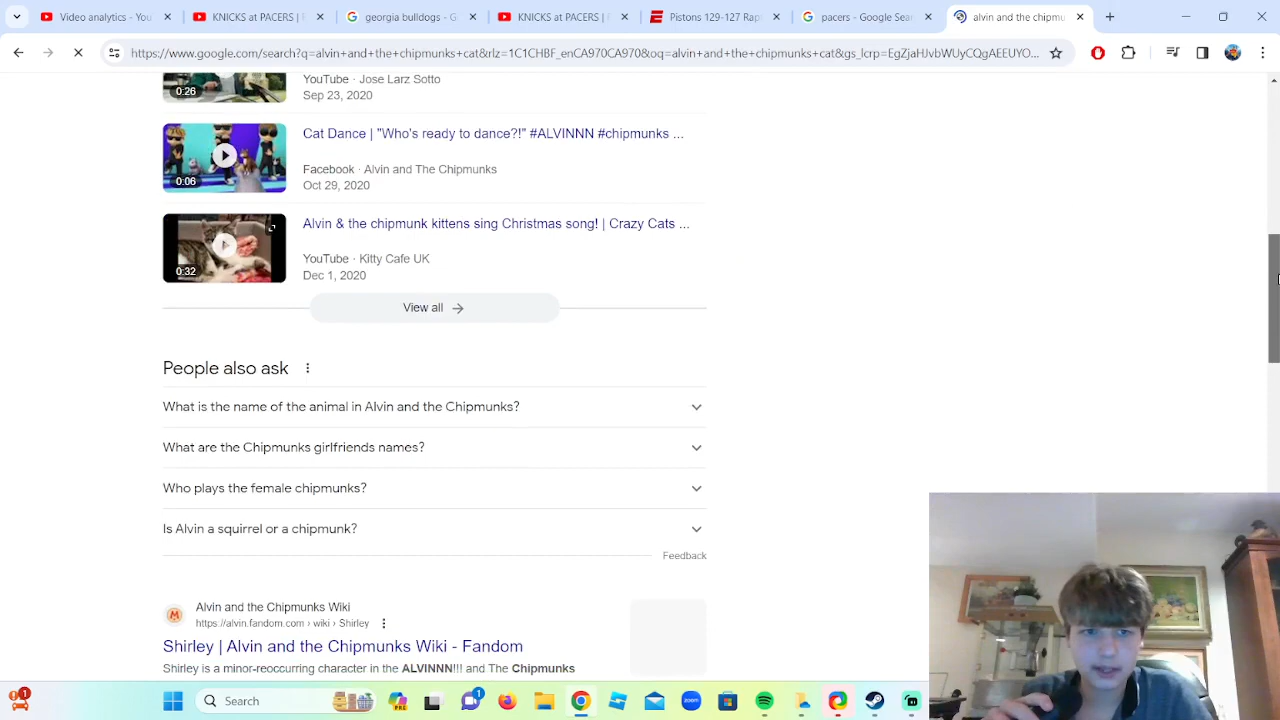 Video analytics - You
KNICKS at PACERS | F
georgia bulldogs - G
KNICKS at PACERS | F
Pistons 129-127 Rap
pacers - Google Sea
alvin and the chipmu
https://www.google.com/search?q=alvin+and+the+chipmunks+cat&rlz=1C1CHBF_enCA970CA970&oq=alvin+and+the+chipmunks+cat&gs_lcrp=EgZjaHJvbWUyCQgAEEUYO...
0:26
YouTube · Jose Larz Sotto
Sep 23, 2020
Cat Dance | "Who's ready to dance?!" #ALVINNN #chipmunks ...
Facebook · Alvin and The Chipmunks
0:06
Oct 29, 2020
Alvin & the chipmunk kittens sing Christmas song! | Crazy Cats ...
YouTube · Kitty Cafe UK
0:32
Dec 1, 2020
View all
People also ask
What is the name of the animal in Alvin and the Chipmunks?
What are the Chipmunks girlfriends names?
Who plays the female chipmunks?
Is Alvin a squirrel or a chipmunk?
Feedback
Alvin and the Chipmunks Wiki
https://alvin.fandom.com › wiki › Shirley
Shirley | Alvin and the Chipmunks Wiki - Fandom
Shirley is a minor-reoccurring character in the ALVINNN!!! and The Chipmunks
1
Search
1
zoom